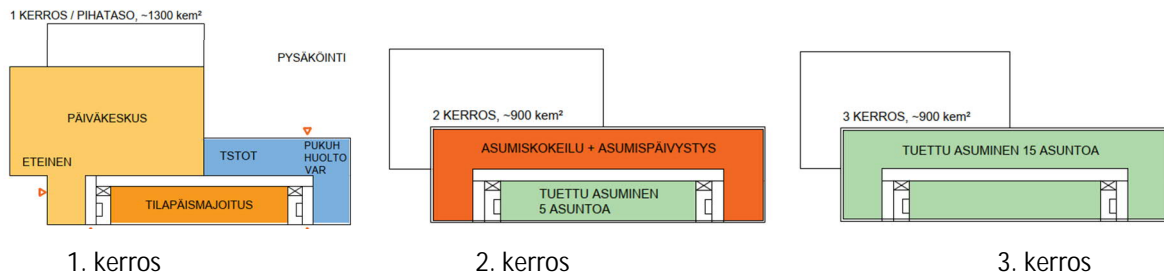 1 KERROS / PIHATASO, ~1300 kem²
PYSÄKÖINTI
PÄIVÄKESKUS
ETEINEN
TSTOT
PUKUH
HUOLTO
VAR
TILAPÄISMAJOITUS
2 KERROS, ~900 kem²
ASUMISKOKEILU + ASUMISPÄIVYSTYS
TUETTU ASUMINEN
5 ASUNTOA
3 KERROS, ~900 kem²
TUETTU ASUMINEN 15 ASUNTOA
1. kerros
2. kerros
3. kerros